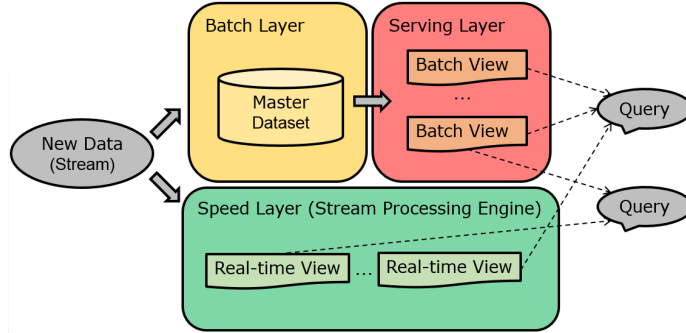 Batch Layer
Serving Layer
Batch View
...
Batch View
Master
Dataset
New Data
(Stream)
Query
Query
Speed Layer (Stream Processing Engine)
Real-time View ... Real-time View